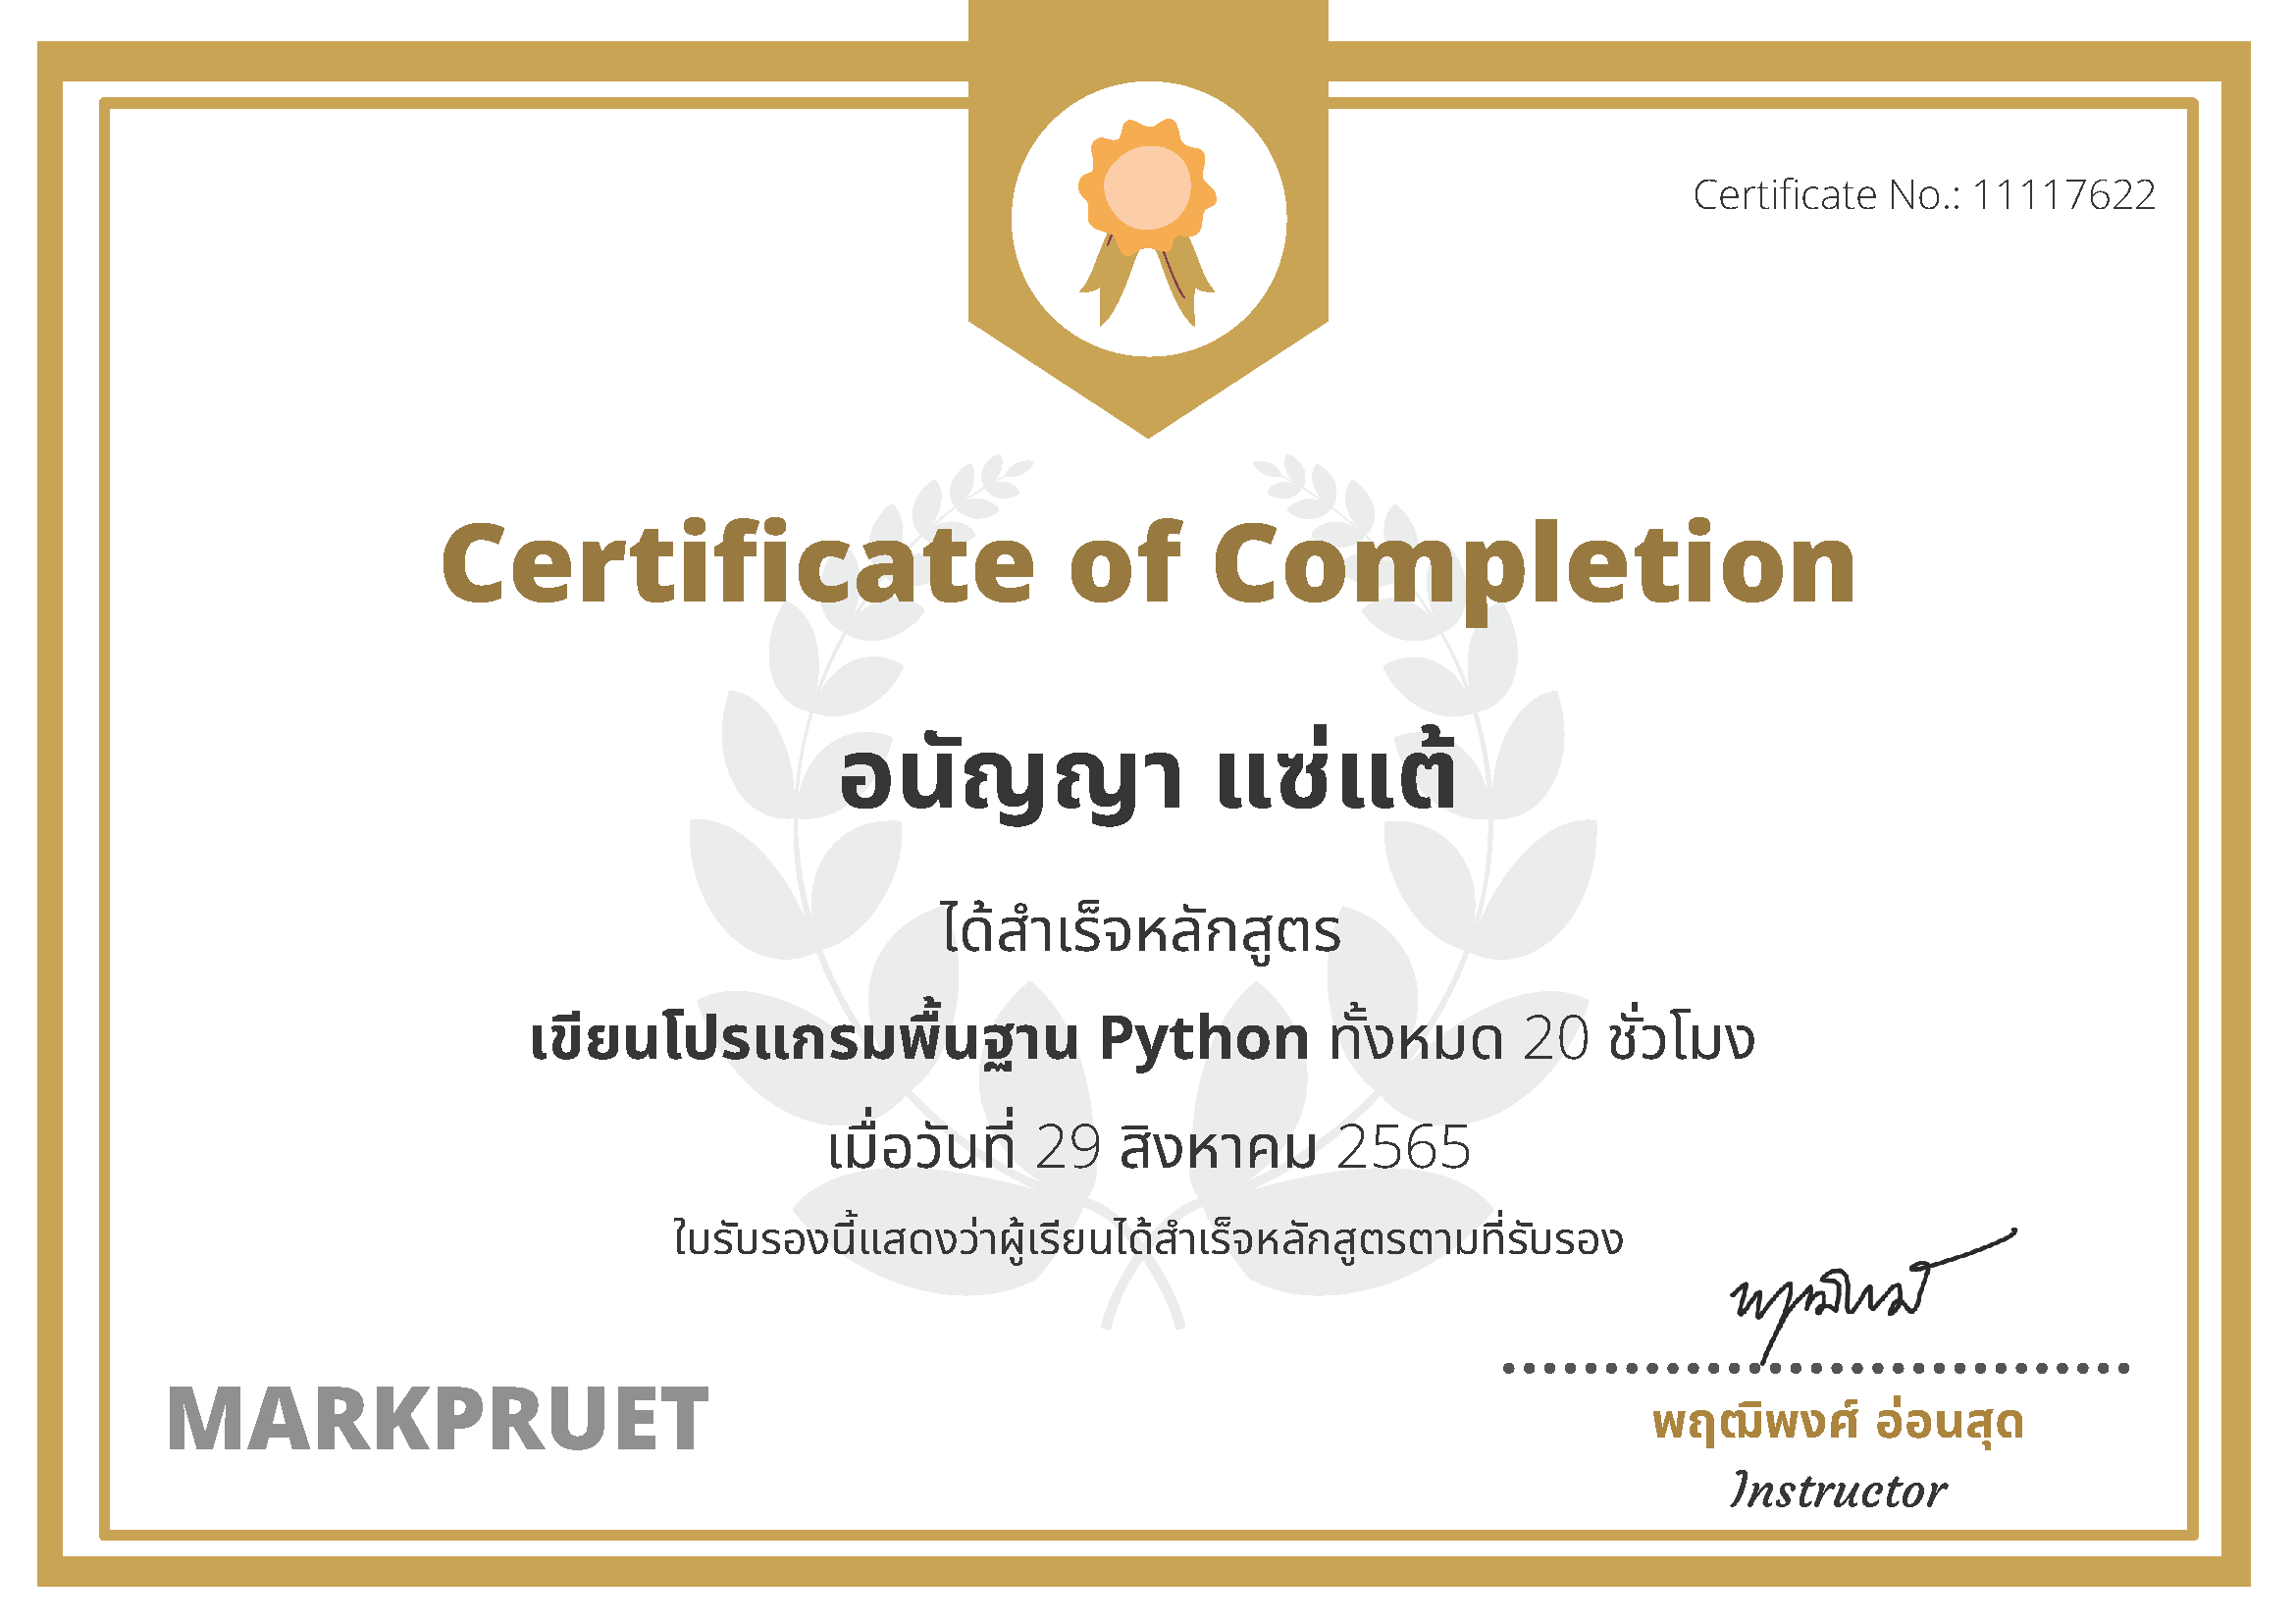 Certificate No.: 11117622
Certificate of Completion
อนัญญา แซ่แต้
ได้สำเร็จหลักสูตร
เขียนโปรแกรมพื้นฐาน Python ทั้งหมด 20 ชั่วโมง
เมื่อวันที่ 29 สิงหาคม 2565
ใบรับรองนี้แสดงว่าผู้เรียนได้สำเร็จหลักสูตรตามที่รับรอง
MARKPRUET
พฤฒิพงศ์ อ่อนสุด
Instructor